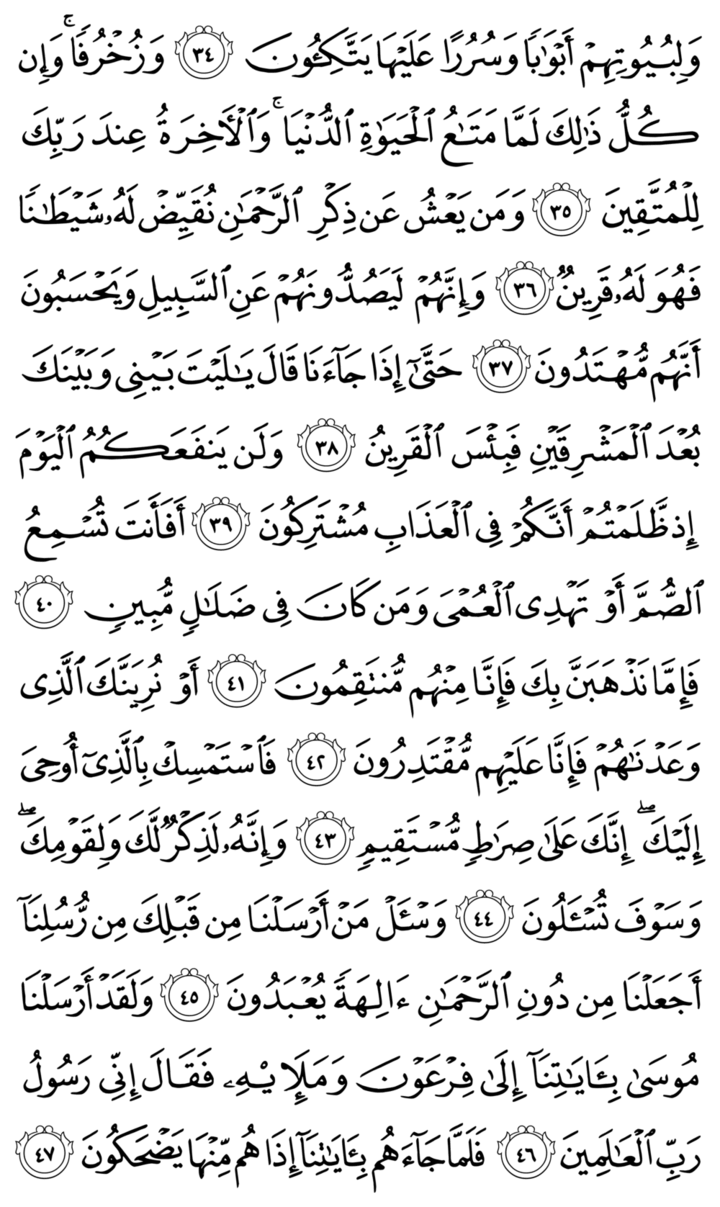 وَلِبُيُوتِهِمْ أَبْوَٰبًا وَسُرُرًا عَلَيْهَا يَتَّكِـُٔونَ ٣٤ وَزُخْرُفًا ۚ وَإِن
كُلُّ ذَٰلِكَ لَمَّا مَتَـٰعُ ٱلْحَيَوٰةِ ٱلدُّنْيَا ۚ وَٱلْـَٔاخِرَةُ عِندَ رَبِّكَ
لِلْمُتَّقِينَ ٣٥ وَمَن يَعْشُ عَن ذِكْرِ ٱلرَّحْمَـٰنِ نُقَيِّضْ لَهُۥ شَيْطَـٰنًا
فَهُوَ لَهُۥ قَرِينٌ ٣٦ وَإِنَّهُمْ لَيَصُدُّونَهُمْ عَنِ ٱلسَّبِيلِ وَيَحْسَبُونَ
أَنَّهُم مُّهْتَدُونَ ٣٧ حَتَّىٰٓ إِذَا جَآءَنَا قَالَ يَـٰلَيْتَ بَيْنِى وَبَيْنَكَ
بُعْدَ ٱلْمَشْرِقَيْنِ فَبِئْسَ ٱلْقَرِينُ ٣٨ وَلَن يَنفَعَكُمُ ٱلْيَوْمَ
إِذ ظَّلَمْتُمْ أَنَّكُمْ فِى ٱلْعَذَابِ مُشْتَرِكُونَ ٣٩ أَفَأَنتَ تُسْمِعُ
ٱلصُّمَّ أَوْ تَهْدِى ٱلْعُمْىَ وَمَن كَانَ فِى ضَلَـٰلٍ مُّبِينٍ ٤٠
فَإِمَّا نَذْهَبَنَّ بِكَ فَإِنَّا مِنْهُم مُّنتَقِمُونَ ٤١ أَوْ نُرِيَنَّكَ ٱلَّذِى
وَعَدْنَـٰهُمْ فَإِنَّا عَلَيْهِم مُّقْتَدِرُونَ ٤٢ فَٱسْتَمْسِكْ بِٱلَّذِىٓ أُوحِىَ
إِلَيْكَ ۖ إِنَّكَ عَلَىٰ صِرَٰطٍ مُّسْتَقِيمٍ ٤٣ وَإِنَّهُۥ لَذِكْرٌ لَّكَ وَلِقَوْمِكَ ۖ
وَسَوْفَ تُسْـَٔلُونَ ٤٤ وَسْـَٔلْ مَنْ أَرْسَلْنَا مِن قَبْلِكَ مِن رُّسُلِنَآ
أَجَعَلْنَا مِن دُونِ ٱلرَّحْمَـٰنِ ءَالِهَةً يُعْبَدُونَ ٤٥ وَلَقَدْ أَرْسَلْنَا
مُوسَىٰ بِـَٔايَـٰتِنَآ إِلَىٰ فِرْعَوْنَ وَمَلَإِي۟هِۦ فَقَالَ إِنِّى رَسُولُ
رَبِّ ٱلْعَـٰلَمِينَ ٤٦ فَلَمَّا جَآءَهُم بِـَٔايَـٰتِنَآ إِذَا هُم مِّنْهَا يَضْحَكُونَ ٤٧